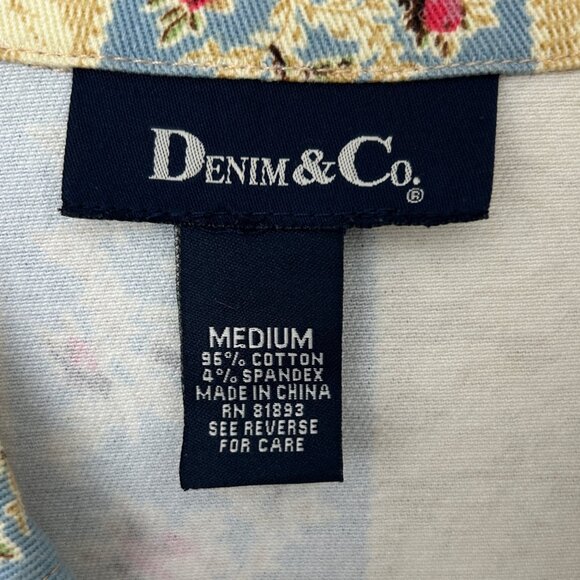 DENIM & CO.®
MEDIUM
96% COTTON
4% SPANDEX
MADE IN CHINA
RN 81893
SEE REVERSE
FOR CARE